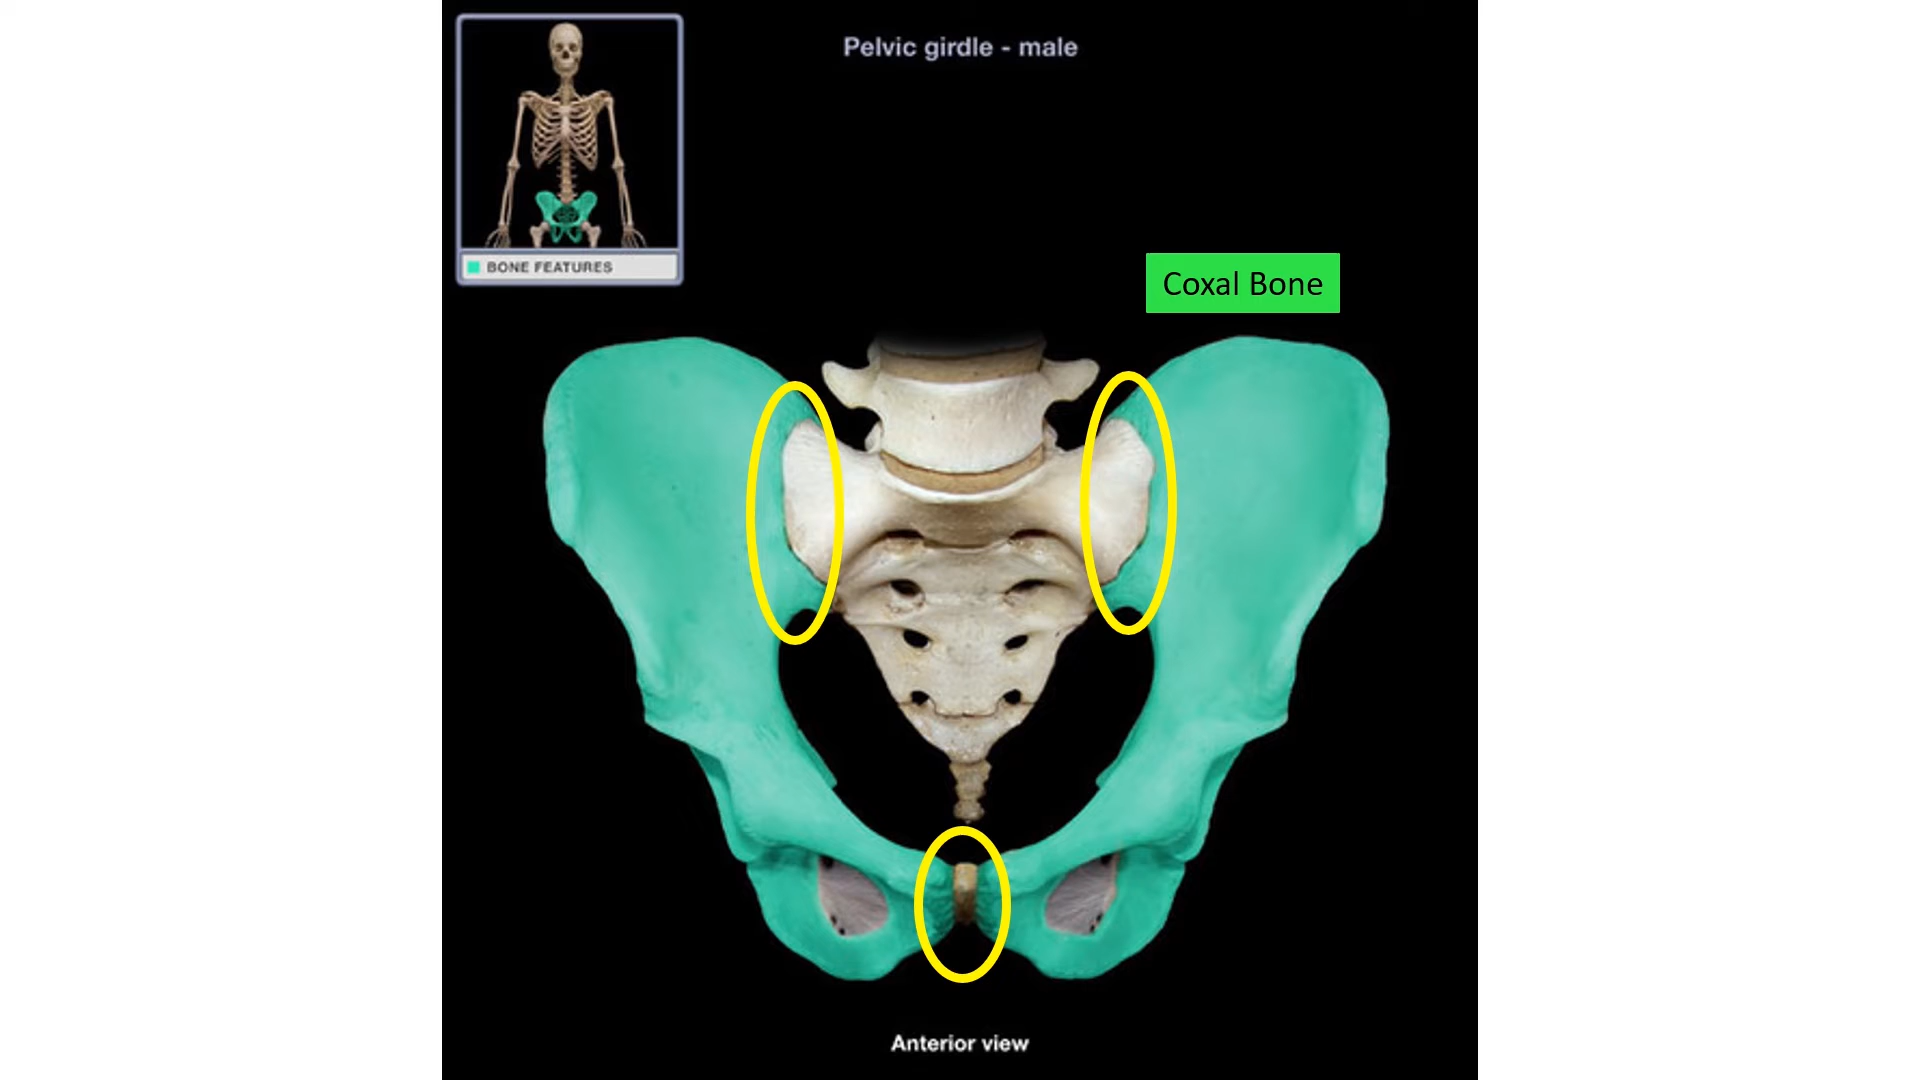 Pelvic girdle - male
BONE FEATURES
Coxal Bone
Anterior view